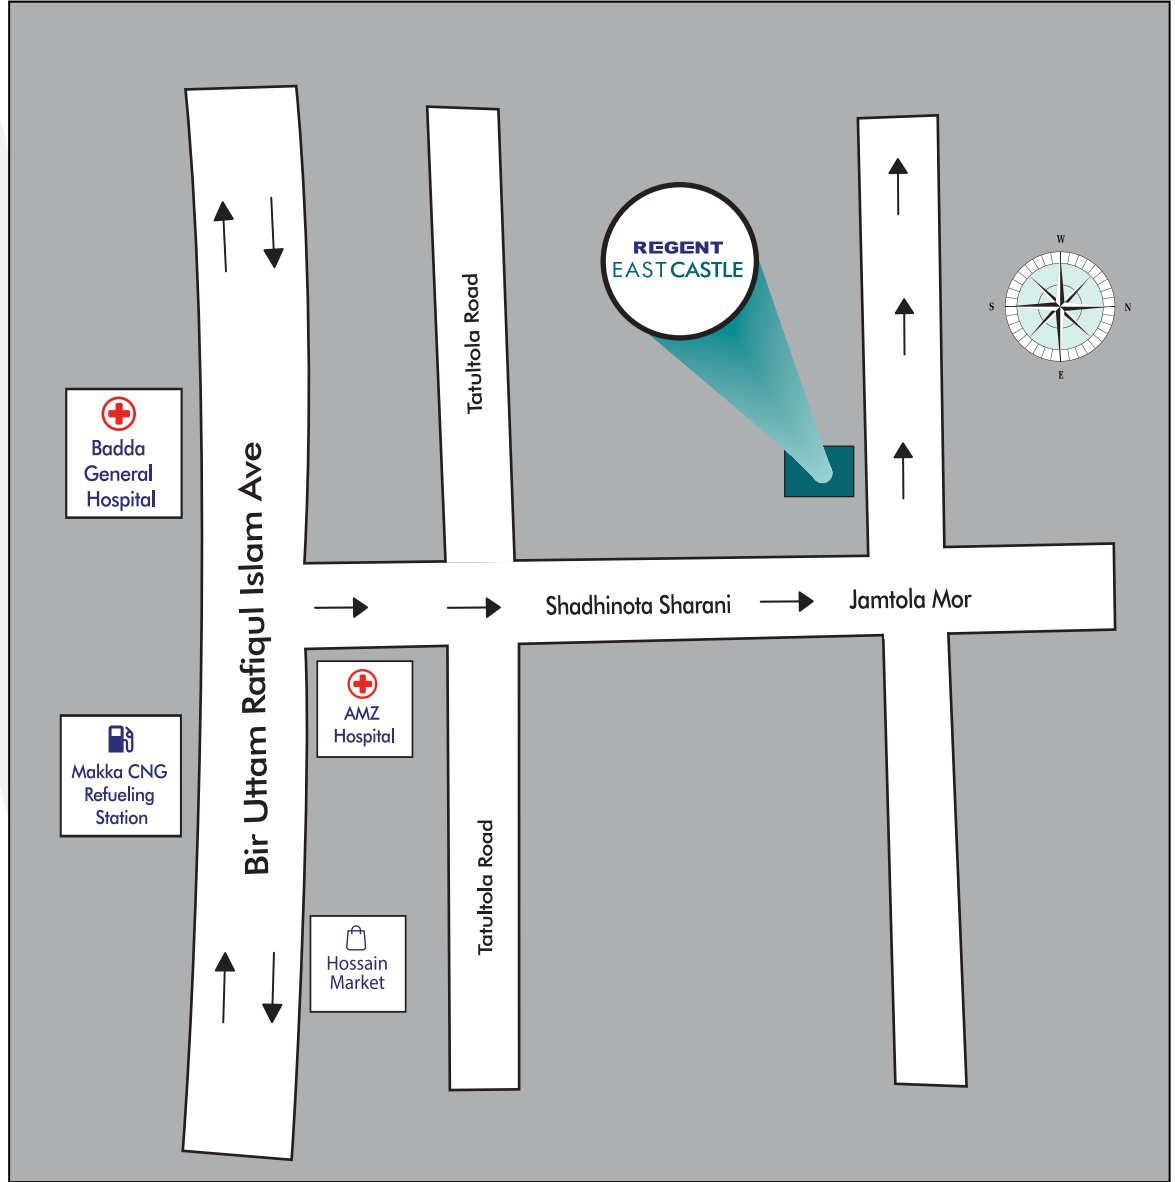 REGENT
EAST CASTLE
W
S
N
E
Tatultola Road
Badda
General
Hospital
Bir Uttam Rafiqul Islam Ave
Shadhinota Sharani
Jamtola Mor
AMZ
Hospital
Makka CNG
Refueling
Station
Tatultola Road
Hossain
Market